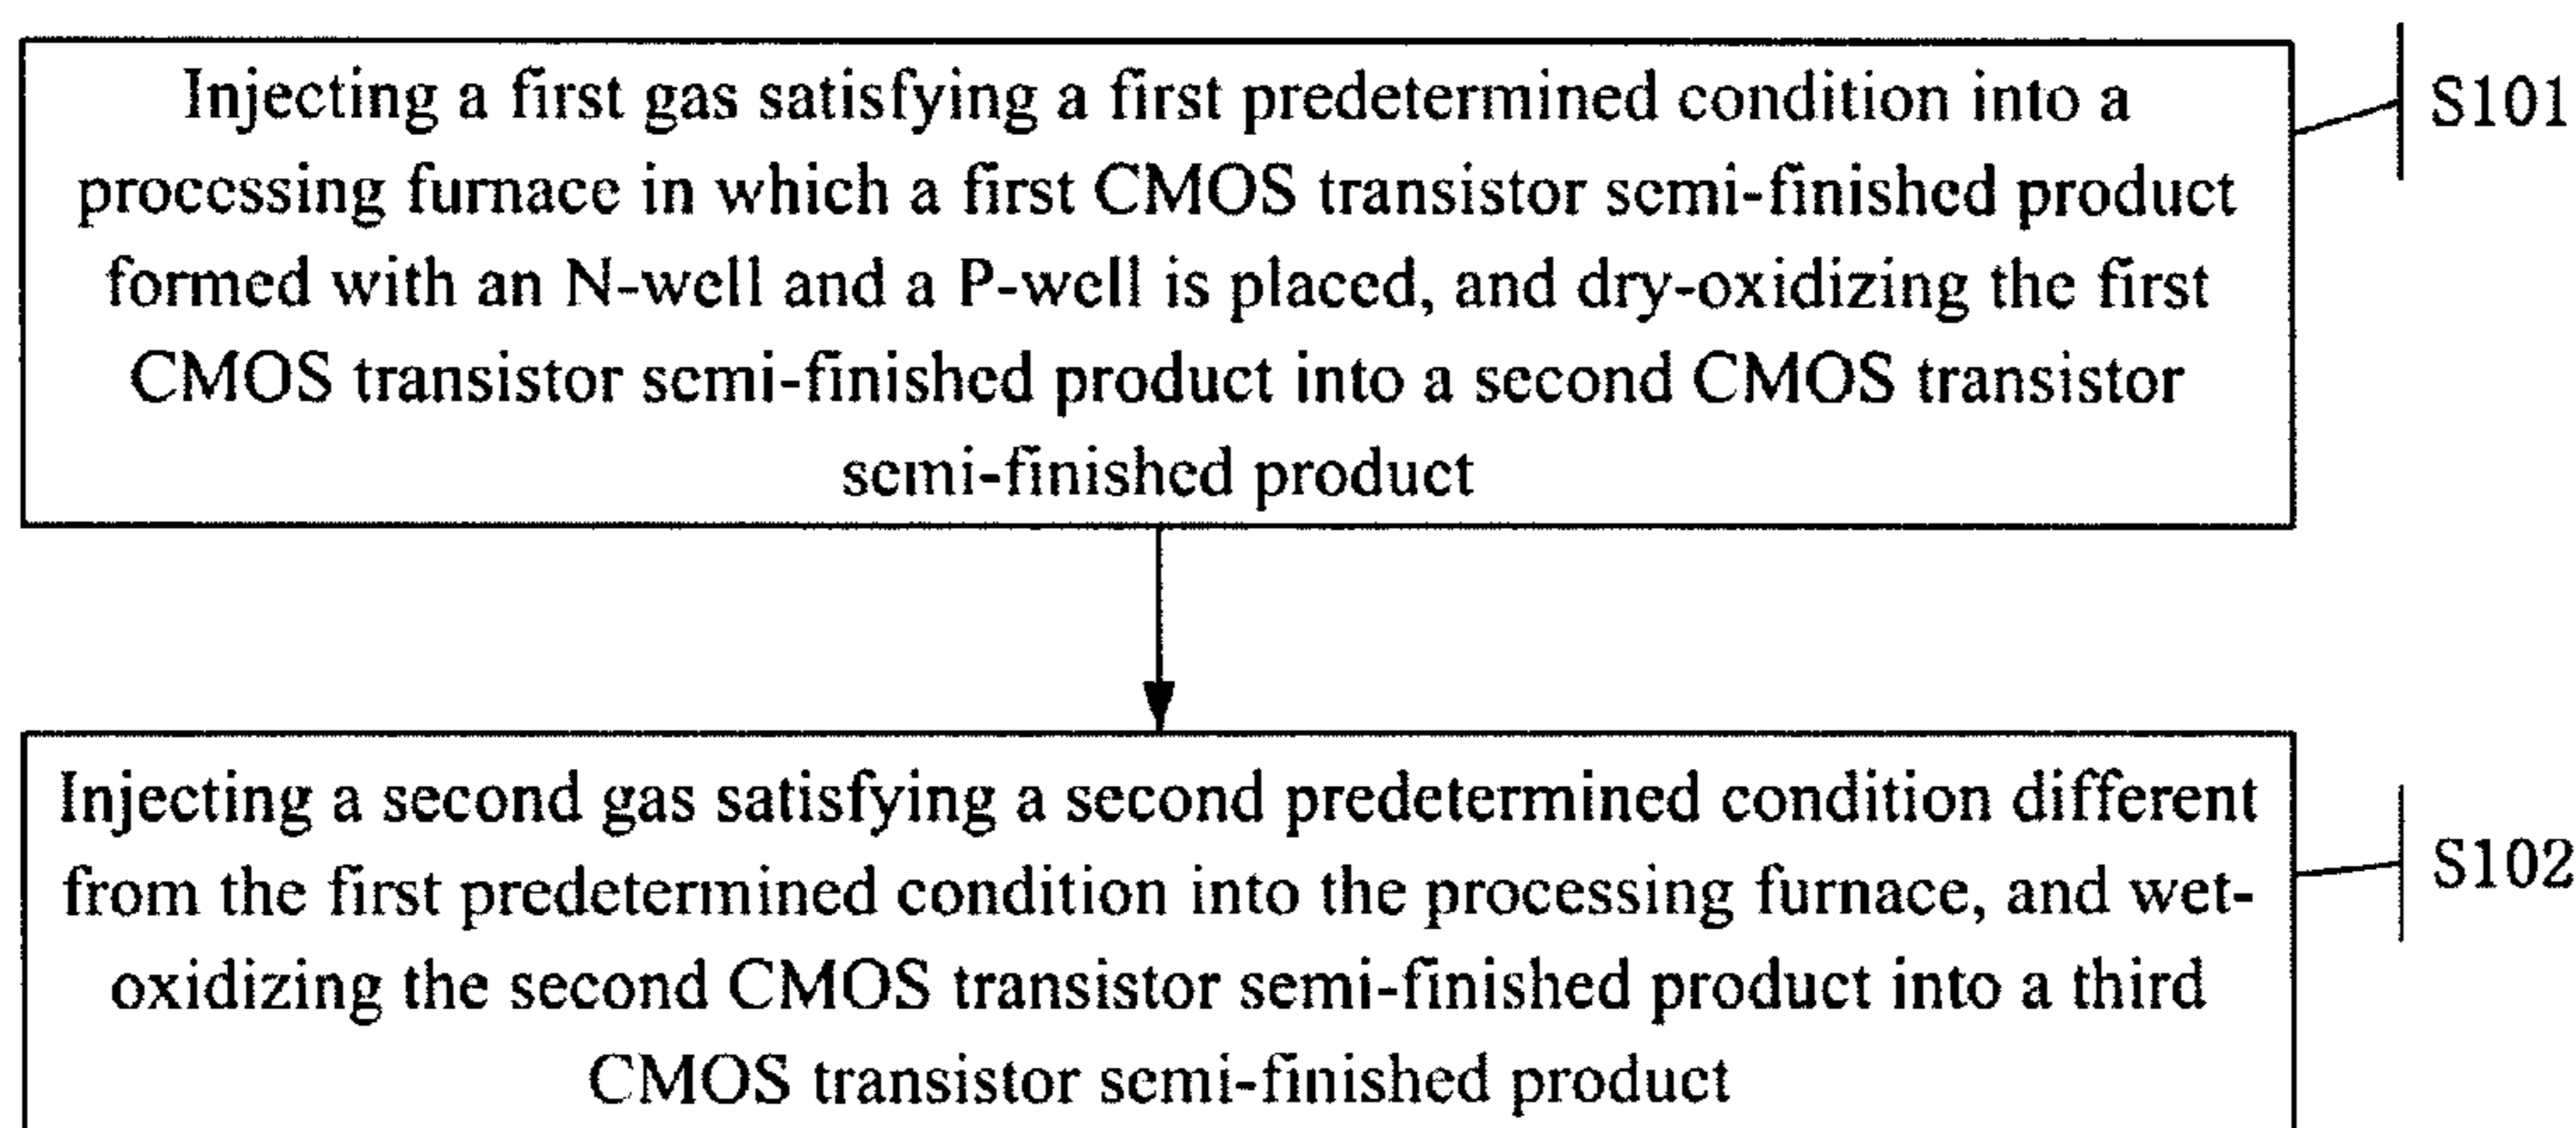 Injecting a first gas satisfying a first predetermined condition into a
processing furnace in which a first CMOS transistor semi-finished product
formed with an N-well and a P-well is placed, and dry-oxidizing the first
CMOS transistor semi-finished product into a second CMOS transistor
semi-finished product
S101
Injecting a second gas satisfying a second predetermined condition different
from the first predetermined condition into the processing furnace, and wet-
oxidizing the second CMOS transistor semi-finished product into a third
CMOS transistor semi-finished product
S102